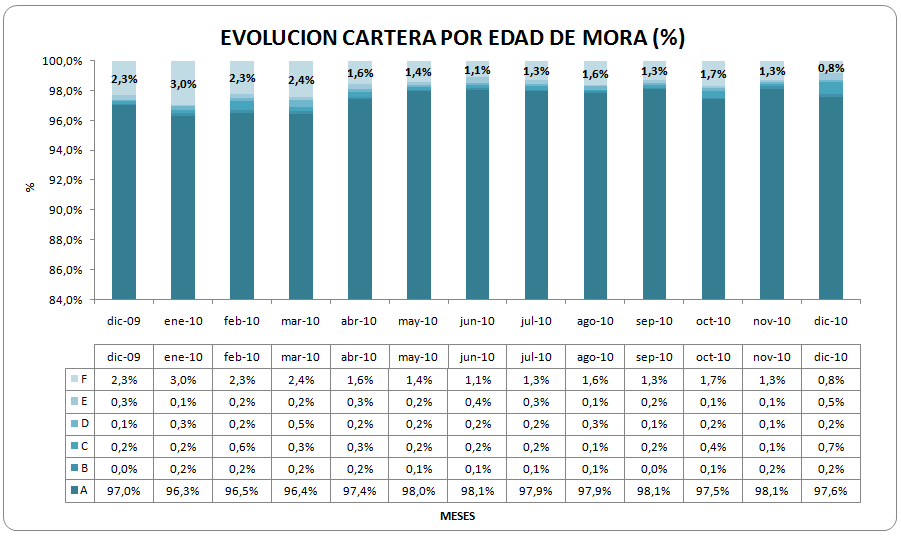 EVOLUCION CARTERA POR EDAD DE MORA (%)
100,0%
98,0%
96,0%
94,0%
92,0%
90,0%
88,0%
86,0%
84,0%
%
2,3% 3,0% 2,3% 2,4% 1,6% 1,4% 1,1% 1,3% 1,6% 1,3% 1,7% 1,3% 0,8%
dic-09 ene-10 feb-10 mar-10 abr-10 may-10 jun-10 jul-10 ago-10 sep-10 oct-10 nov-10 dic-10
dic-09 ene-10 feb-10 mar-10 abr-10 may-10 jun-10 jul-10 ago-10 sep-10 oct-10 nov-10 dic-10
F 2,3% 3,0% 2,3% 2,4% 1,6% 1,4% 1,1% 1,3% 1,6% 1,3% 1,7% 1,3% 0,8%
E 0,3% 0,1% 0,2% 0,2% 0,3% 0,2% 0,4% 0,3% 0,1% 0,2% 0,1% 0,1% 0,5%
D 0,1% 0,3% 0,2% 0,5% 0,2% 0,2% 0,2% 0,2% 0,3% 0,1% 0,2% 0,1% 0,2%
C 0,2% 0,2% 0,6% 0,3% 0,3% 0,2% 0,2% 0,2% 0,1% 0,2% 0,4% 0,1% 0,7%
B 0,0% 0,2% 0,2% 0,2% 0,2% 0,1% 0,1% 0,1% 0,1% 0,0% 0,1% 0,2% 0,2%
A 97,0% 96,3% 96,5% 96,4% 97,4% 98,0% 98,1% 97,9% 97,9% 98,1% 97,5% 98,1% 97,6%
MESES